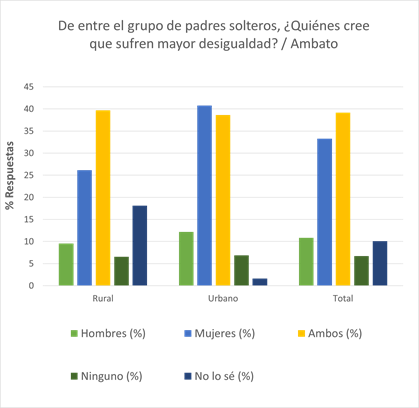 De entre el grupo de padres solteros, ¿Quiénes cree
que sufren mayor desigualdad? / Ambato
% Respuestas
45
40
35
30
25
20
15
10
5
0
Rural Urbano Total
Hombres (%) Mujeres (%) Ambos (%)
Ninguno (%) No lo sé (%)